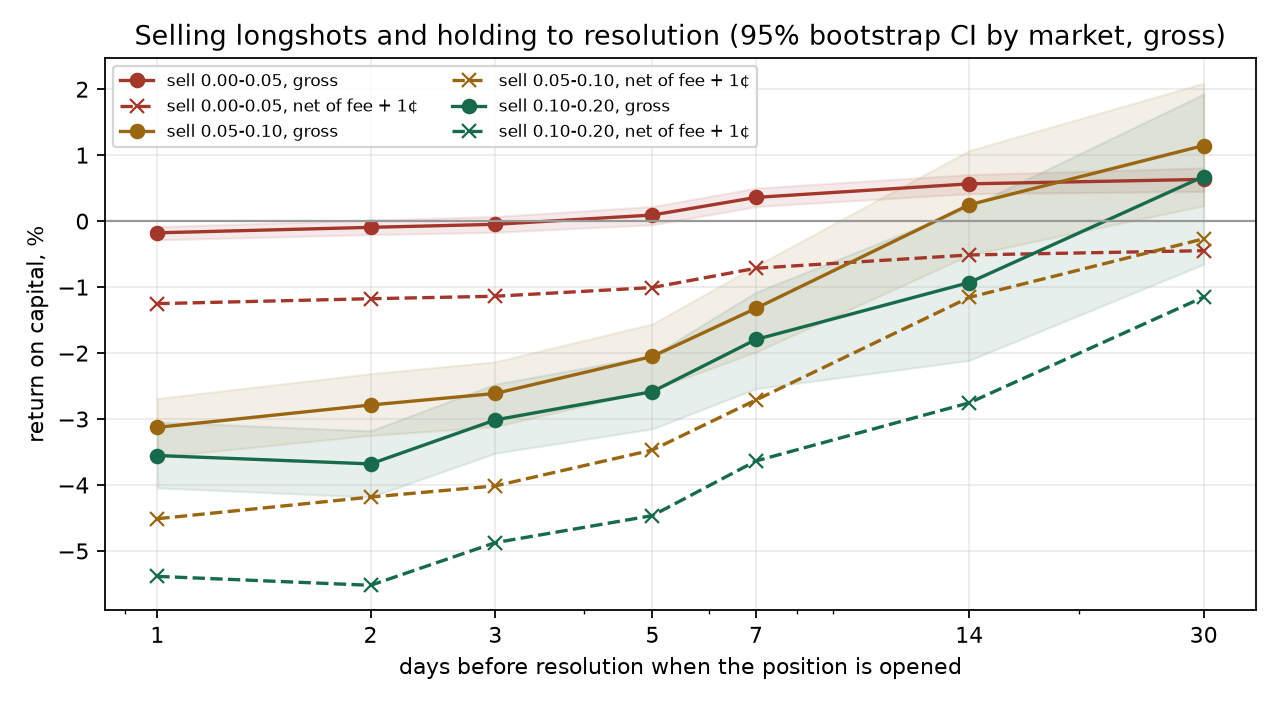 Selling longshots and holding to resolution (95% bootstrap CI by market, gross)
sell 0.00-0.05, gross
sell 0.00-0.05, net of fee + 1¢
sell 0.05-0.10, gross
sell 0.05-0.10, net of fee + 1¢
sell 0.10-0.20, gross
sell 0.10-0.20, net of fee + 1¢
return on capital, %
2
1
0
−1
−2
−3
−4
−5
1 2 3 5 7 14 30
days before resolution when the position is opened